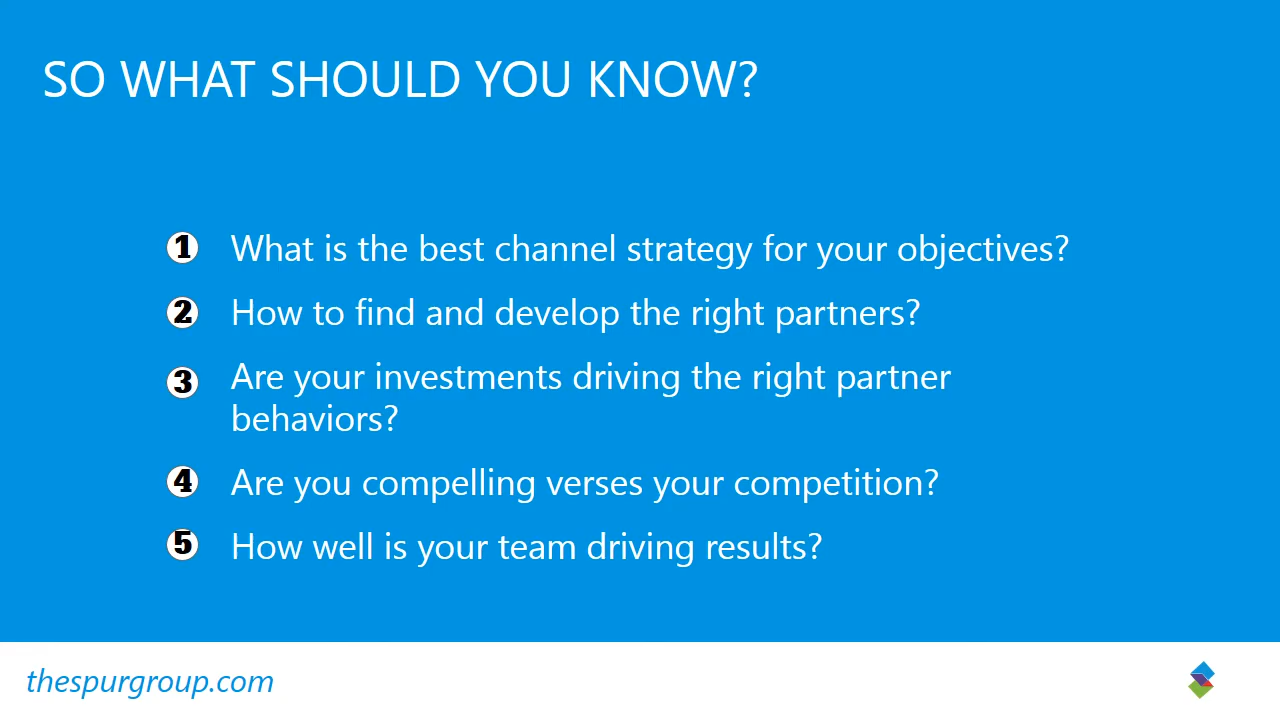 SO WHAT SHOULD YOU KNOW?
1 What is the best channel strategy for your objectives?
2 How to find and develop the right partners?
3 Are your investments driving the right partner
behaviors?
4 Are you compelling verses your competition?
5 How well is your team driving results?
thespurgroup.com